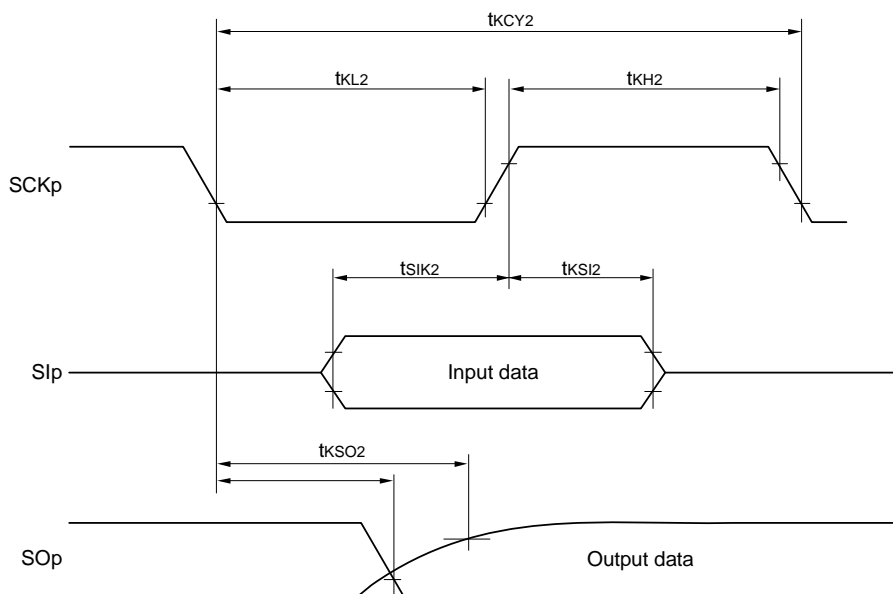 tKCY2
tKL2
tKH2
SCKp
tSIK2
tKSI2
SIp
Input data
tKSO2
SOp
Output data